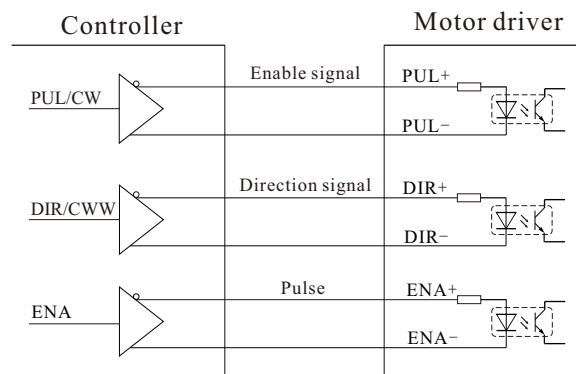 Controller
Motor driver
Enable signal
PUL+
PUL/CW
PUL−
Direction signal
DIR+
DIR/CWW
DIR−
Pulse
ENA+
ENA
ENA−